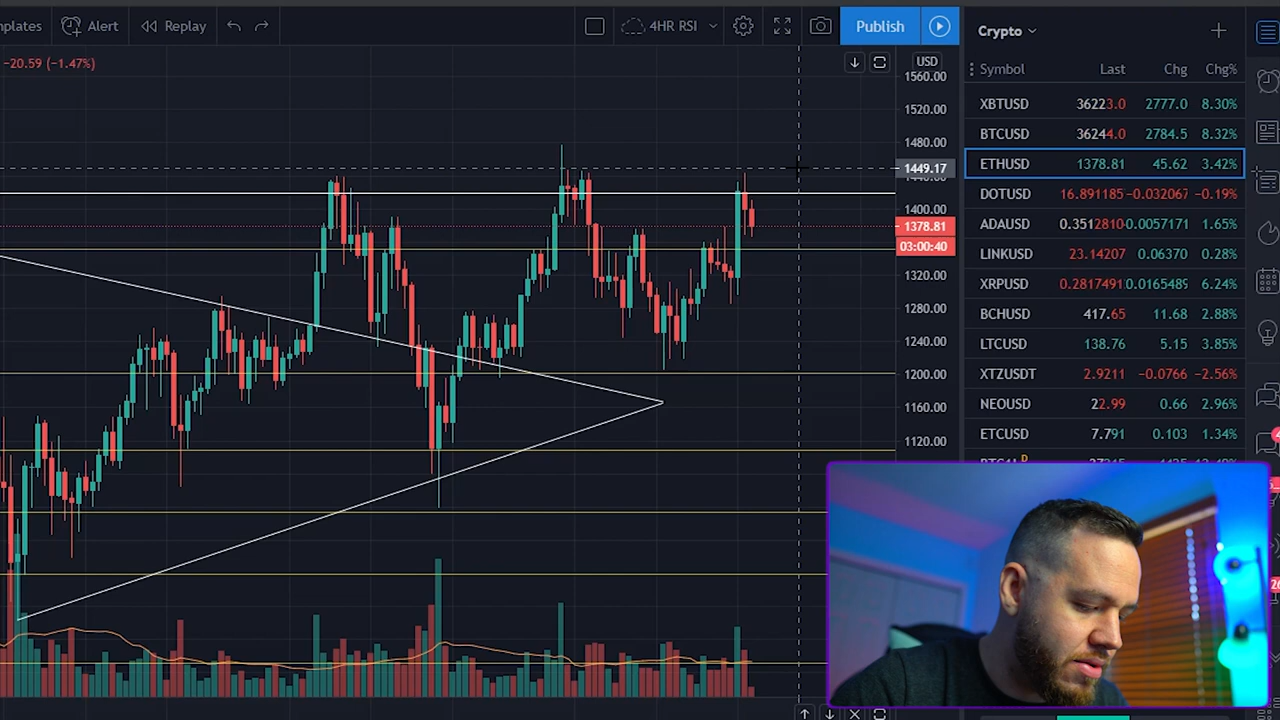 plates Alert Replay 4HR RSI Publish
Crypto
−20.59 (−1.47%)
USD
Symbol Last Chg Chg%
1560.00
1520.00
1480.00
1449.17
1400.00
1378.81
03:00:40
1320.00
1280.00
1240.00
1200.00
1160.00
1120.00
XBTUSD 36223.0 2777.0 8.30%
BTCUSD 36244.0 2784.5 8.32%
ETHUSD 1378.81 45.62 3.42%
DOTUSD 16.891185 −0.032067 −0.19%
ADAUSD 0.3512810 0.0057171 1.65%
LINKUSD 23.14207 0.06370 0.28%
XRPUSD 0.2817491 0.0165489 6.24%
BCHUSD 417.65 11.68 2.88%
LTCUSD 138.76 5.15 3.85%
XTZUSDT 2.9211 −0.0766 −2.56%
NEOUSD 22.99 0.66 2.96%
ETCUSD 7.791 0.103 1.34%